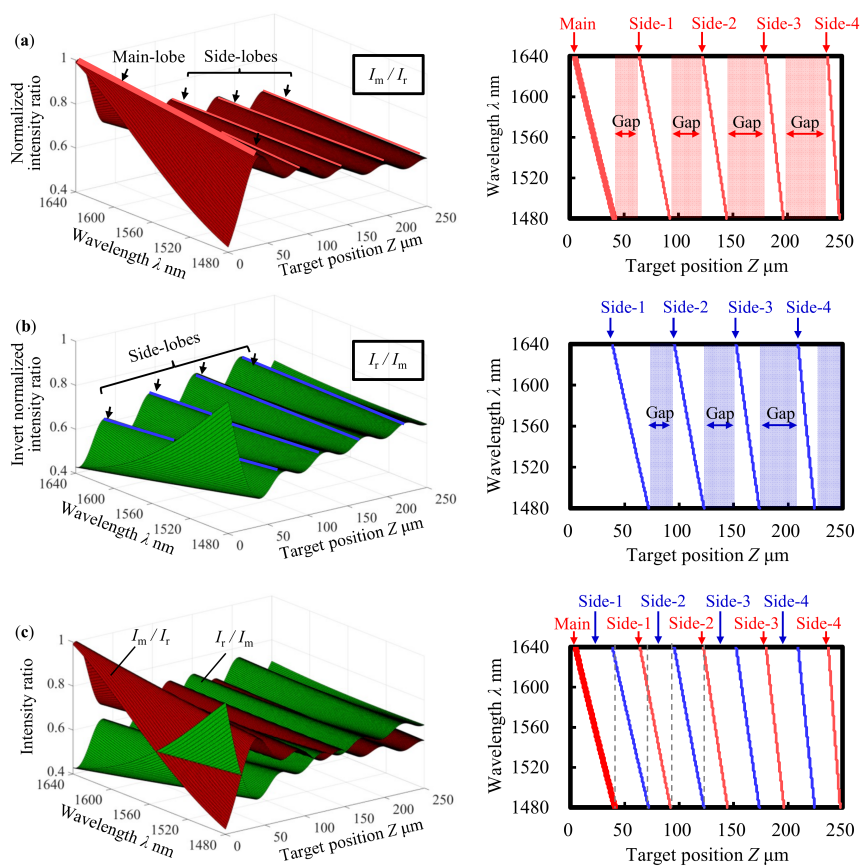 (a)
Main-lobe
Side-lobes
Im / Ir
Normalized
intensity ratio
1
0.8
0.6
0.4
1640
1600
1560
1520
1480
Wavelength λ nm
0
50
100
150
200
250
Target position Z μm
Main Side-1 Side-2 Side-3 Side-4
Wavelength λ nm
1640
1600
1560
1520
1480
Gap Gap Gap Gap
0 50 100 150 200 250
Target position Z μm
(b)
Side-lobes
Ir / Im
Invert normalized
intensity ratio
1
0.8
0.6
0.4
1640
1600
1560
1520
1480
Wavelength λ nm
0
50
100
150
200
250
Target position Z μm
Side-1 Side-2 Side-3 Side-4
Wavelength λ nm
1640
1600
1560
1520
1480
Gap Gap Gap
0 50 100 150 200 250
Target position Z μm
(c)
Im / Ir
Ir / Im
Intensity ratio
1
0.8
0.6
0.4
1640
1600
1560
1520
1480
Wavelength λ nm
0
50
100
150
200
250
Target position Z μm
Side-1 Side-2 Side-3 Side-4
Main Side-1 Side-2 Side-3 Side-4
Wavelength λ nm
1640
1600
1560
1520
1480
0 50 100 150 200 250
Target position Z μm